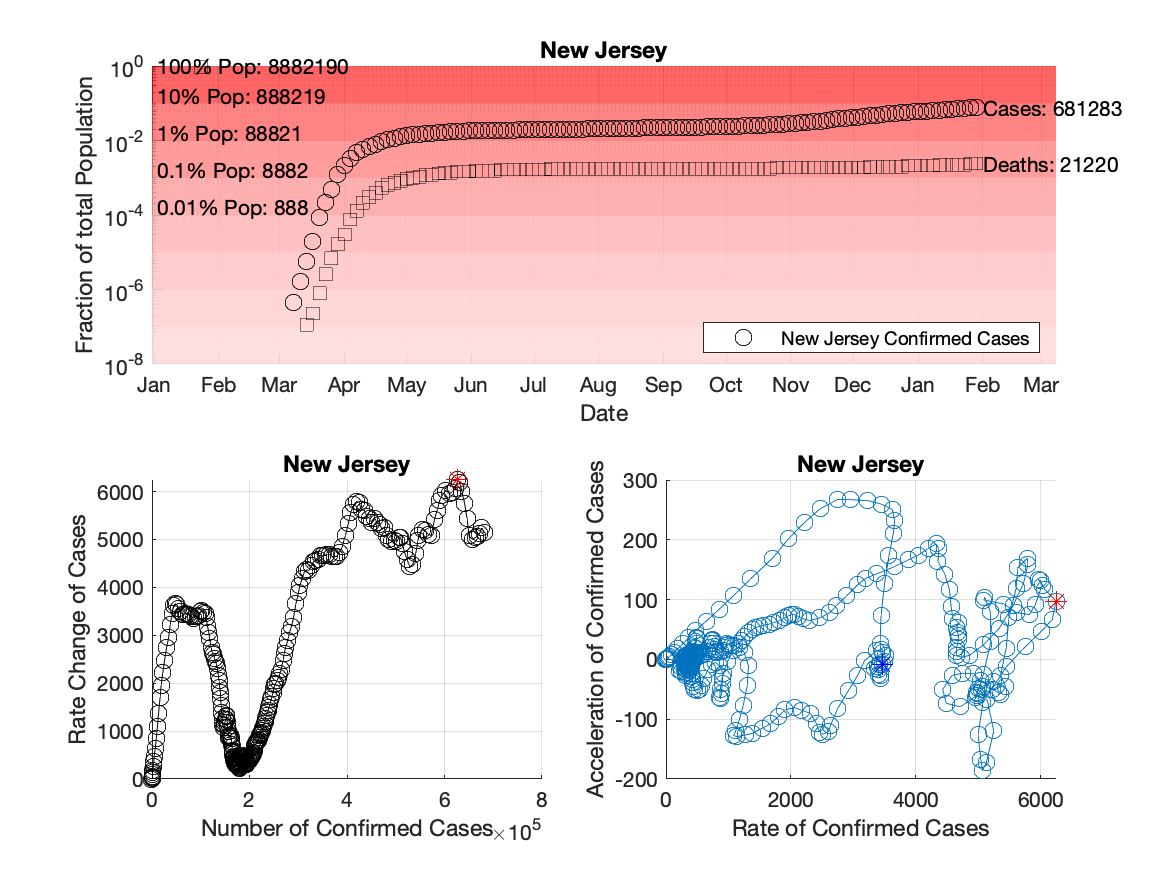 New Jersey
Fraction of total Population
10^0
10^-2
10^-4
10^-6
10^-8
100% Pop: 8882190
10% Pop: 888219
1% Pop: 88821
0.1% Pop: 8882
0.01% Pop: 888
Cases: 681283
Deaths: 21220
New Jersey Confirmed Cases
Jan Feb Mar Apr May Jun Jul Aug Sep Oct Nov Dec Jan Feb Mar
Date
New Jersey
Rate Change of Cases
6000
5000
4000
3000
2000
1000
0
0 2 4 6 8
Number of Confirmed Cases ×10^5
New Jersey
Acceleration of Confirmed Cases
300
200
100
0
-100
-200
0 2000 4000 6000
Rate of Confirmed Cases